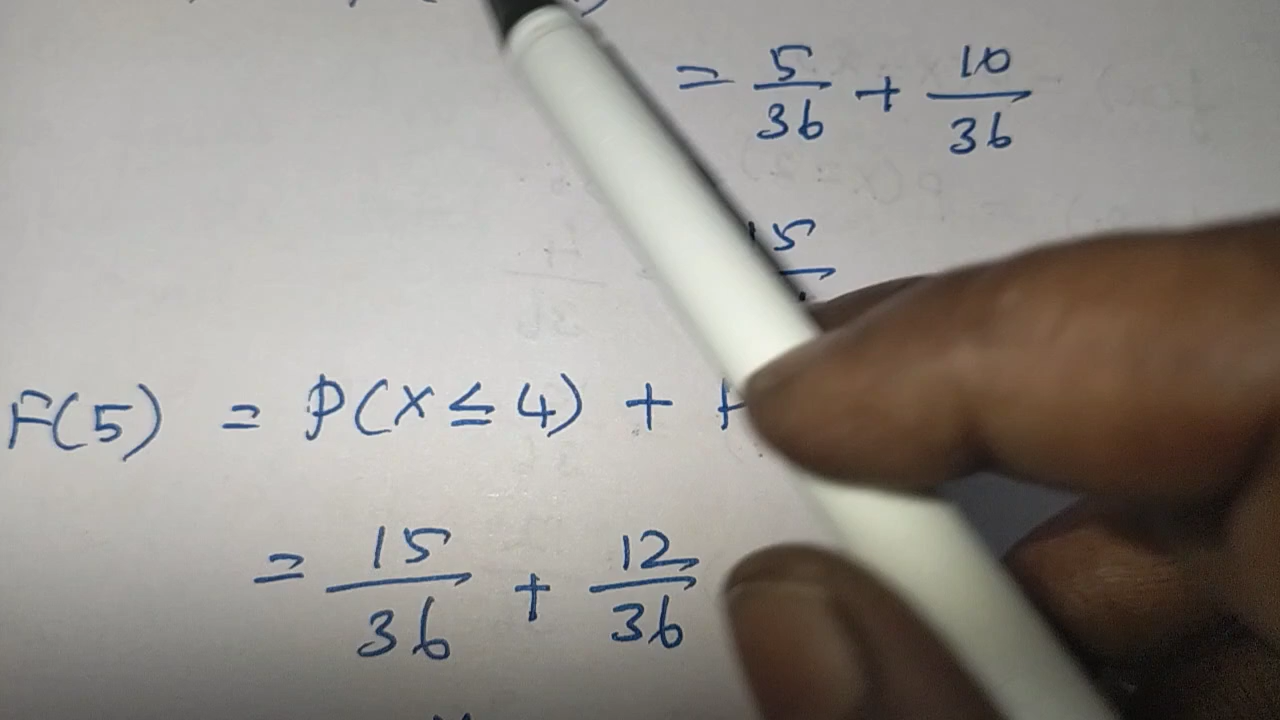 = 5/36 + 10/36
15
F(5) = P(X ≤ 4) +
= 15/36 + 12/36